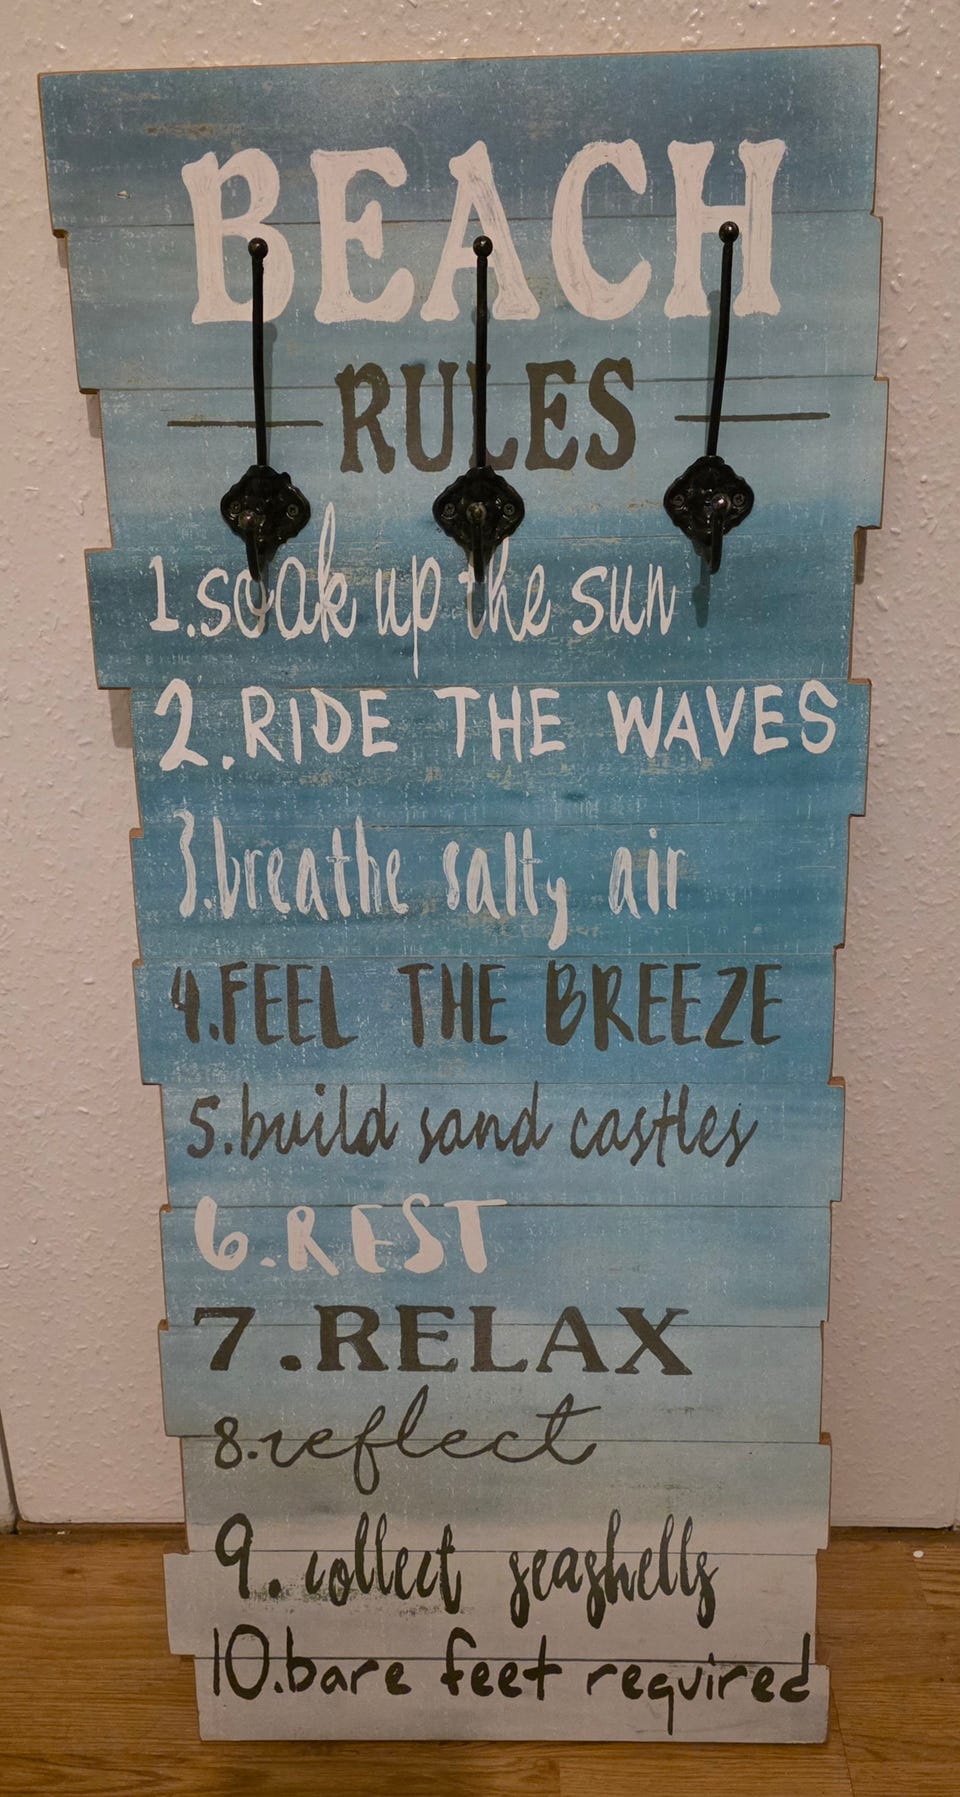 BEACH
RULES
1.soak up the sun
2.RIDE THE WAVES
3.breathe salty air
4.FEEL THE BREEZE
5.build sand castles
6.REST
7.RELAX
8.reflect
9.collect seashells
10.bare feet required